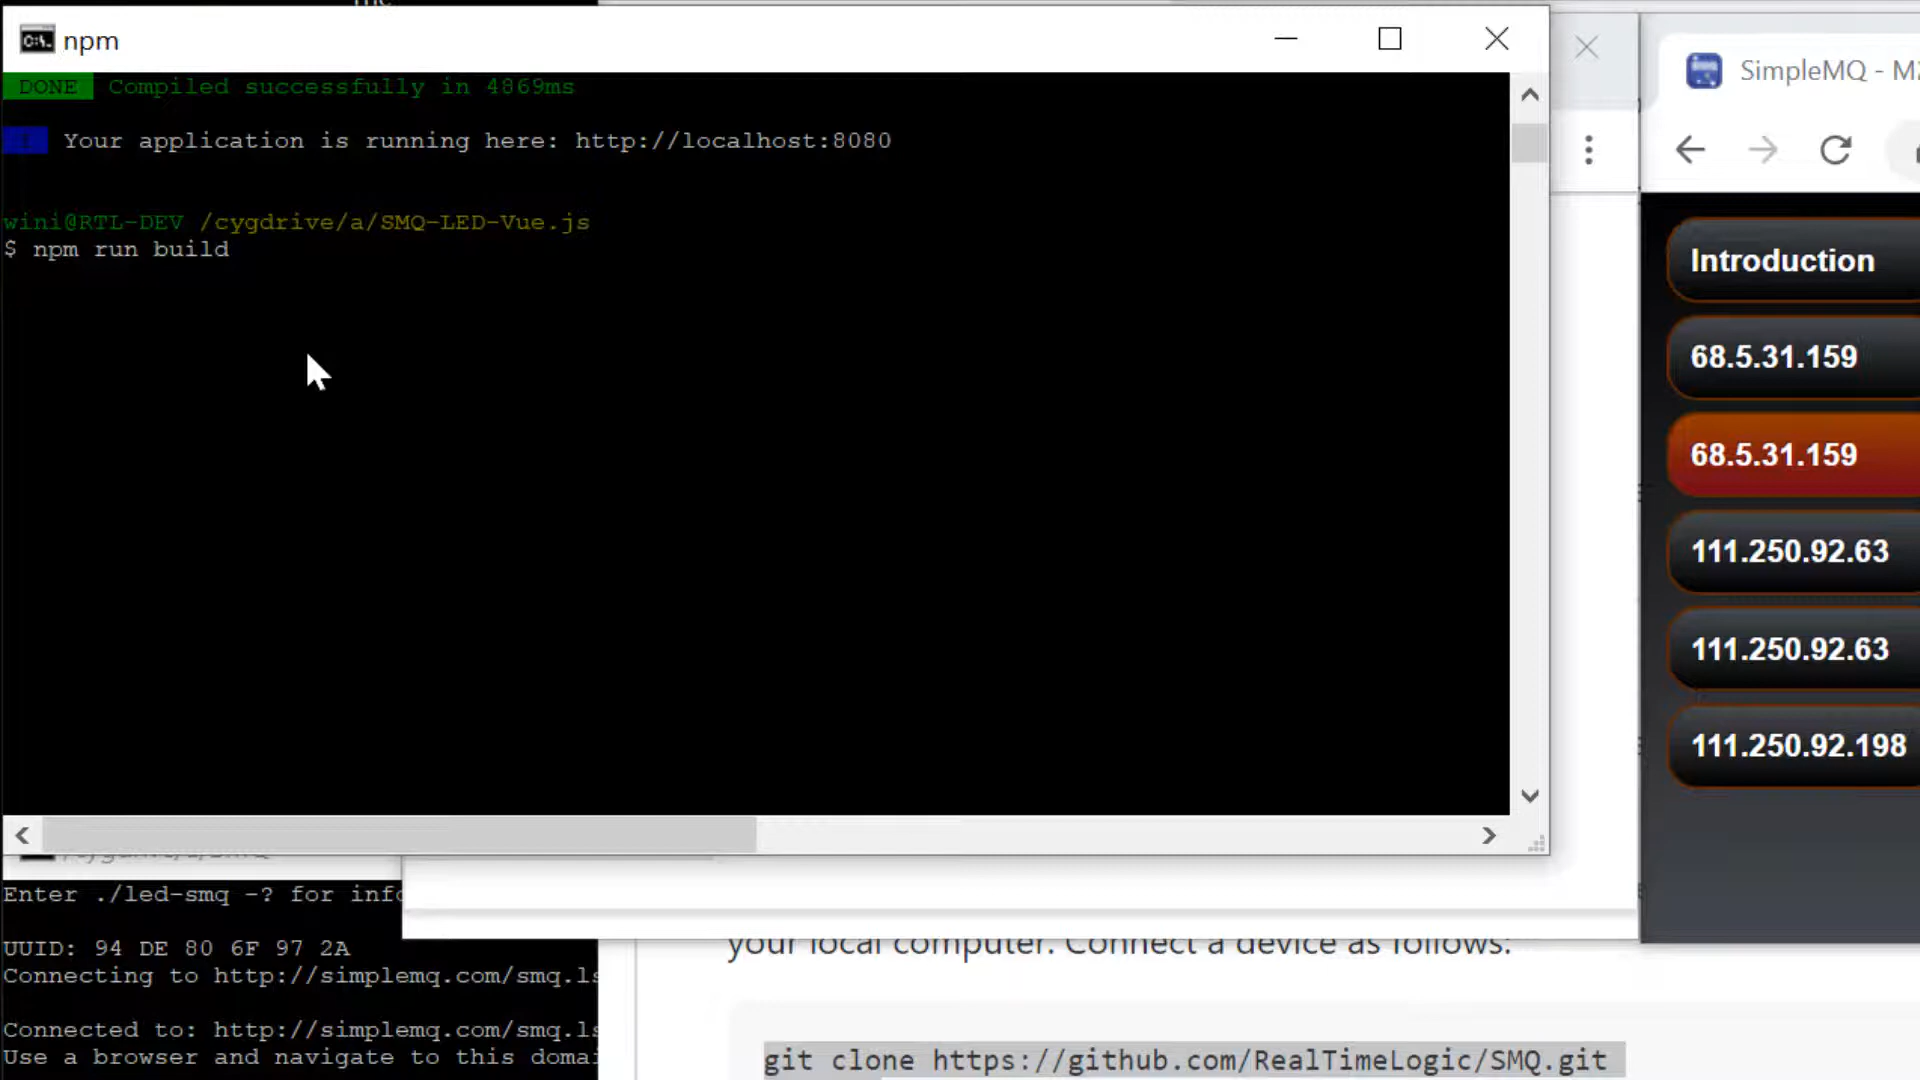 npm
DONE Compiled successfully in 4869ms
Your application is running here: http://localhost:8080
wini@RTL-DEV /cygdrive/a/SMQ-LED-Vue.js
$ npm run build
Enter ./led-smq -? for info
UUID: 94 DE 80 6F 97 2A
Connecting to http://simplemq.com/smq.ls
Connected to: http://simplemq.com/smq.ls
Use a browser and navigate to this domai
your local computer. Connect a device as follows:
git clone https://github.com/RealTimeLogic/SMQ.git
SimpleMQ - M2
Introduction
68.5.31.159
68.5.31.159
111.250.92.63
111.250.92.63
111.250.92.198